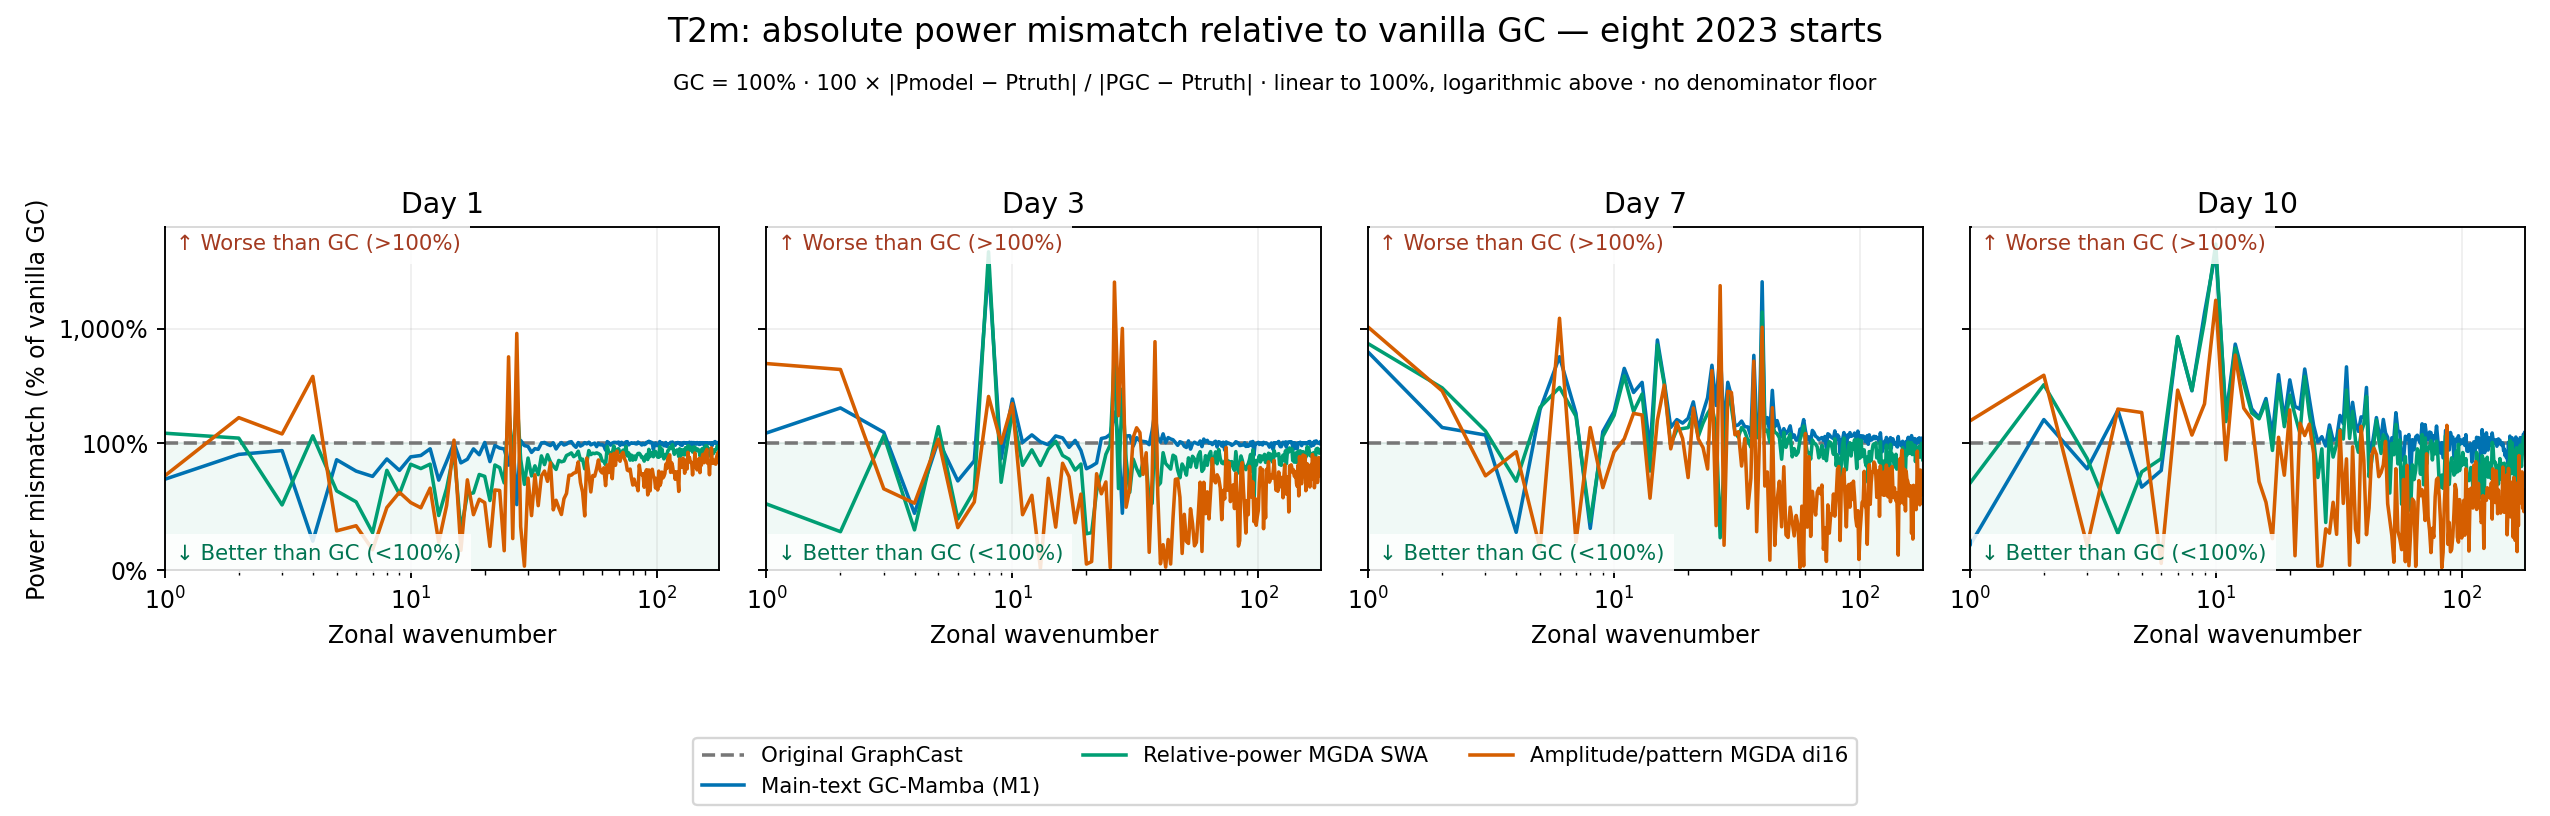 T2m: absolute power mismatch relative to vanilla GC — eight 2023 starts
GC = 100% · 100 × |Pmodel − Ptruth| / |PGC − Ptruth| · linear to 100%, logarithmic above · no denominator floor
Power mismatch (% of vanilla GC)
1,000%
100%
0%
Day 1
↑ Worse than GC (>100%)
↓ Better than GC (<100%)
10⁰ 10¹ 10²
Zonal wavenumber
Day 3
↑ Worse than GC (>100%)
↓ Better than GC (<100%)
10⁰ 10¹ 10²
Zonal wavenumber
Day 7
↑ Worse than GC (>100%)
↓ Better than GC (<100%)
10⁰ 10¹ 10²
Zonal wavenumber
Day 10
↑ Worse than GC (>100%)
↓ Better than GC (<100%)
10⁰ 10¹ 10²
Zonal wavenumber
Original GraphCast
Main-text GC-Mamba (M1)
Relative-power MGDA SWA
Amplitude/pattern MGDA di16